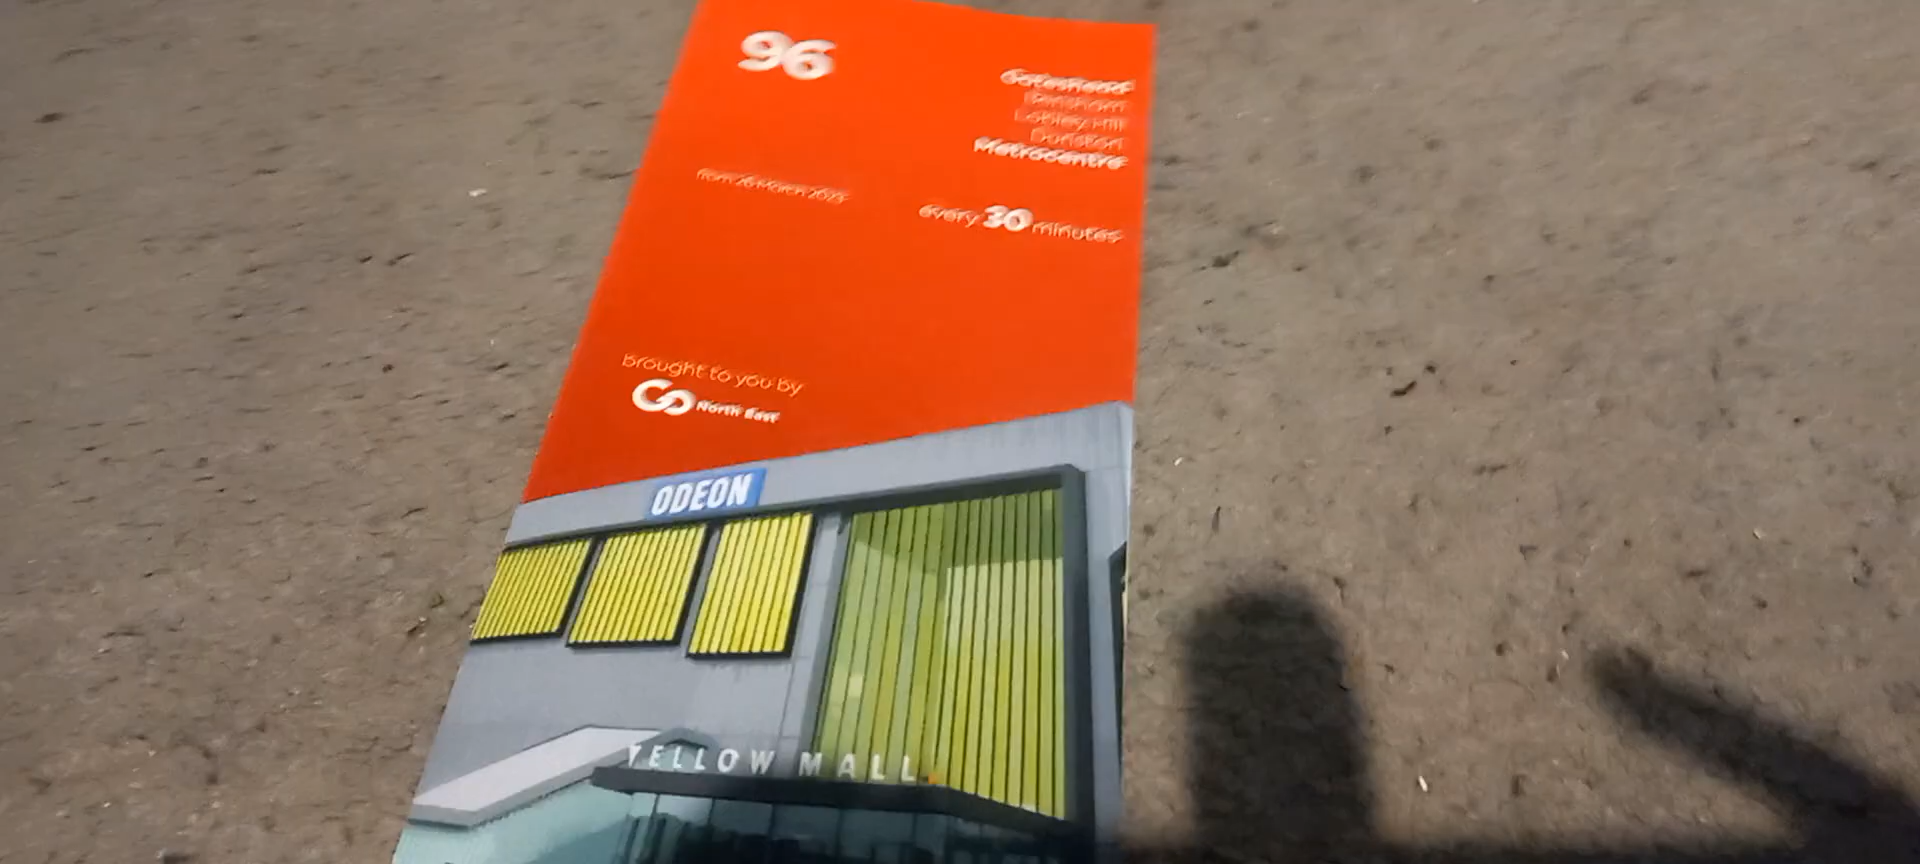 96
Gateshead
Bensham
Lobley Hill
Dunston
Metrocentre
from 26 March 2023
every 30 minutes
brought to you by
Go North East
ODEON
YELLOW MALL